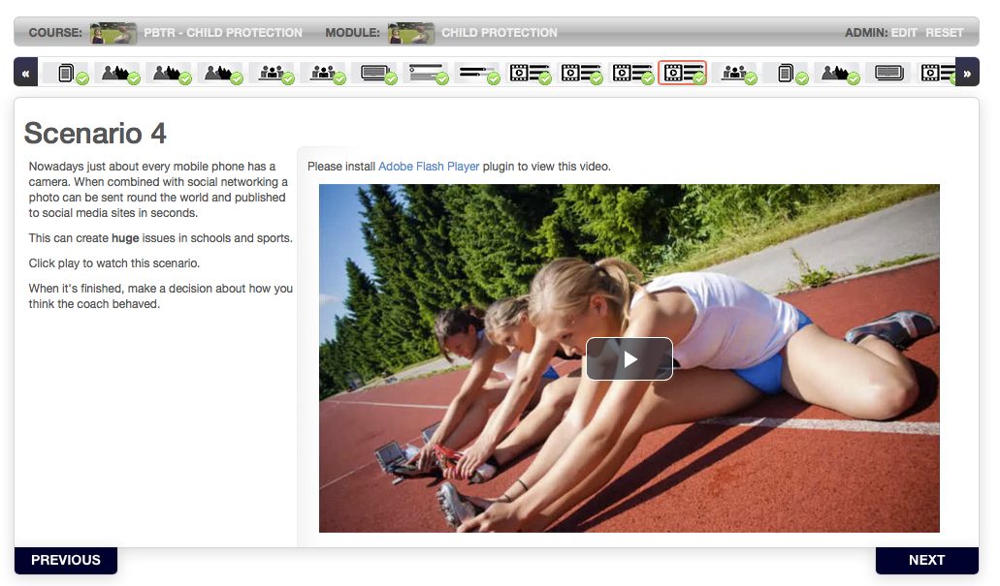 COURSE: PBTR - CHILD PROTECTION MODULE: CHILD PROTECTION ADMIN: EDIT RESET
« »
Scenario 4
Nowadays just about every mobile phone has a
camera. When combined with social networking a
photo can be sent round the world and published
to social media sites in seconds.
This can create huge issues in schools and sports.
Click play to watch this scenario.
When it's finished, make a decision about how you
think the coach behaved.
Please install Adobe Flash Player plugin to view this video.
PREVIOUS NEXT